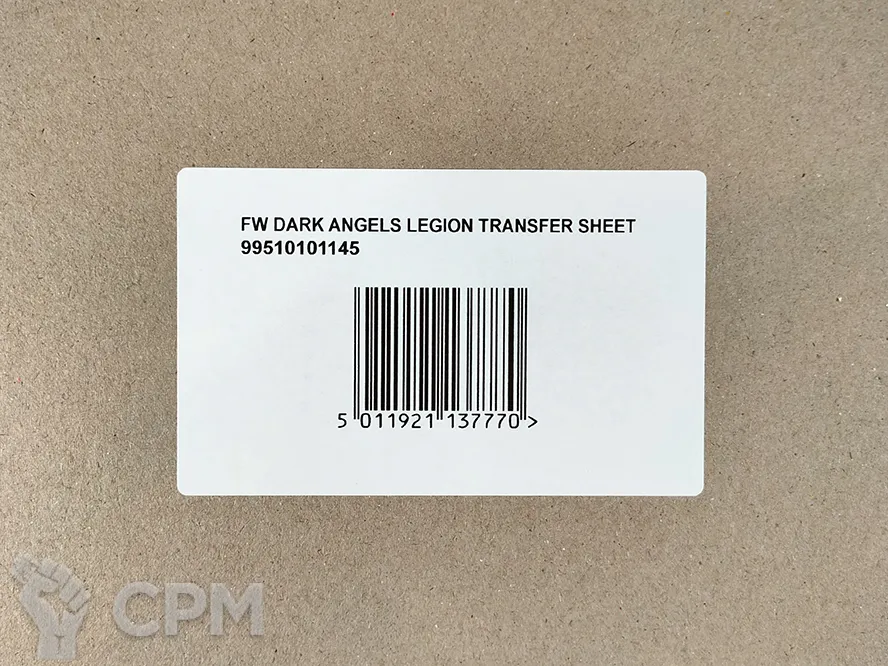 FW DARK ANGELS LEGION TRANSFER SHEET
99510101145
5 011921 137770 >
CPM